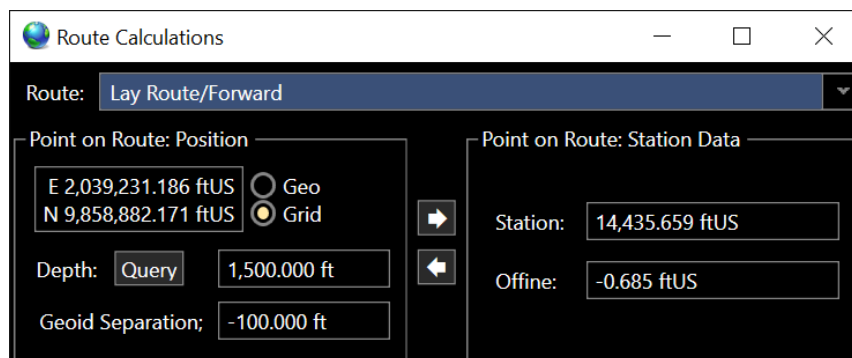 Route Calculations
Route: Lay Route/Forward
Point on Route: Position
E 2,039,231.186 ftUS
N 9,858,882.171 ftUS
Geo
Grid
Depth: Query 1,500.000 ft
Geoid Separation; -100.000 ft
Point on Route: Station Data
Station: 14,435.659 ftUS
Offine: -0.685 ftUS